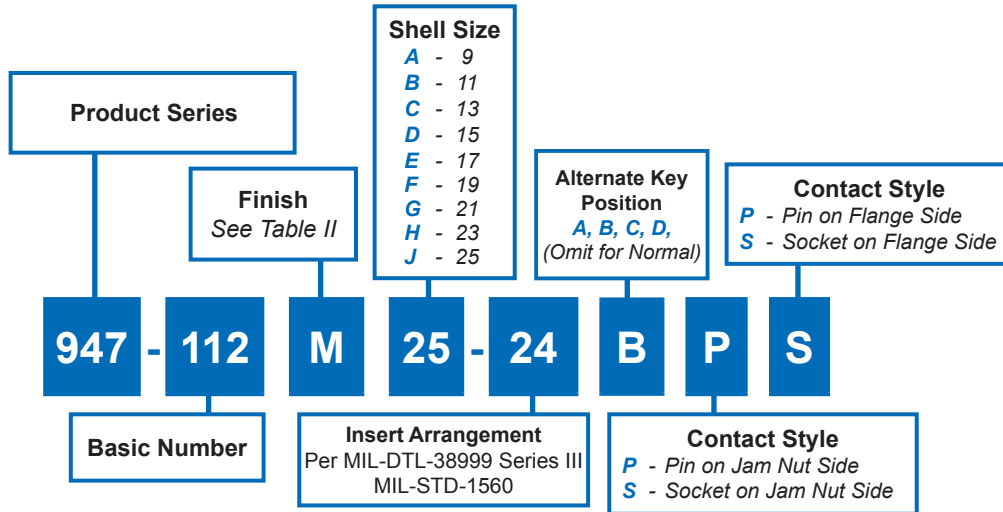 Product Series
Finish
See Table II
Shell Size
A - 9
B - 11
C - 13
D - 15
E - 17
F - 19
G - 21
H - 23
J - 25
Alternate Key
Position
A, B, C, D,
(Omit for Normal)
Contact Style
P - Pin on Flange Side
S - Socket on Flange Side
947 - 112 M 25 - 24 B P S
Basic Number
Insert Arrangement
Per MIL-DTL-38999 Series III
MIL-STD-1560
Contact Style
P - Pin on Jam Nut Side
S - Socket on Jam Nut Side